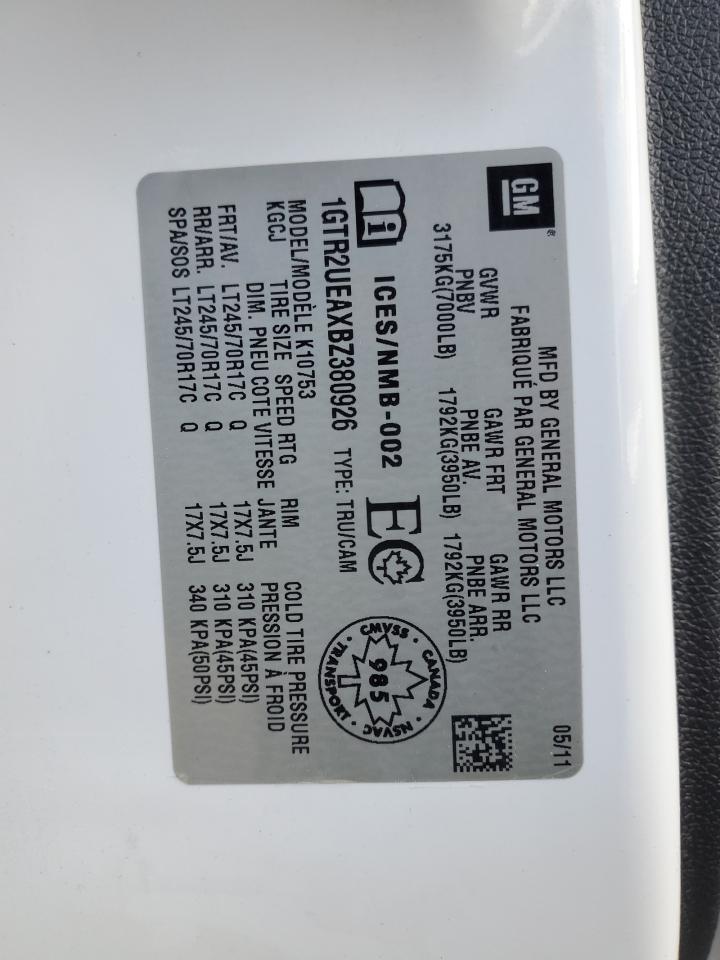 GM
MFD BY GENERAL MOTORS LLC
FABRIQUÉ PAR GENERAL MOTORS LLC
05/11
GVWR GAWR FRT GAWR RR
PNBV PNBE AV. PNBE ARR.
3175KG(7000LB) 1792KG(3950LB) 1792KG(3950LB)
i ICES/NMB-002
CMVSS · CANADA · NSVAC · TRANSPORT ·
985
1GTR2UEAXBZ380926 TYPE: TRU/CAM
MODEL/MODÈLE K10753
KGCJ TIRE SIZE SPEED RTG RIM COLD TIRE PRESSURE
DIM. PNEU COTE VITESSE JANTE PRESSION À FROID
FRT/AV. LT245/70R17C Q 17X7.5J 310 KPA(45PSI)
RR/ARR. LT245/70R17C Q 17X7.5J 310 KPA(45PSI)
SPA/SOS LT245/70R17C Q 17X7.5J 340 KPA(50PSI)